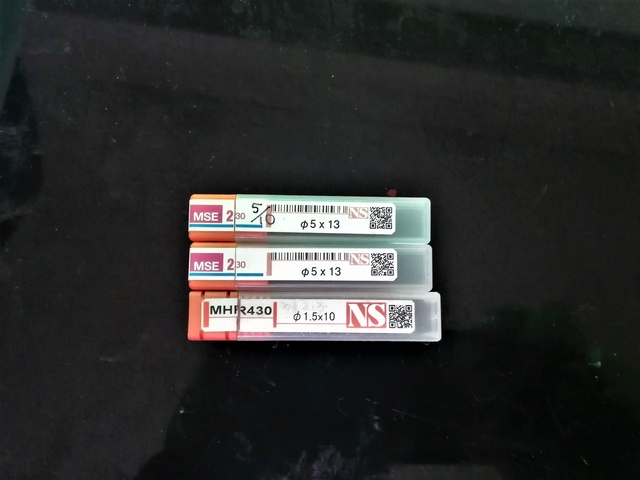 MSE 230 5/10 NS
φ5 x 13
MSE 230 NS
φ5 x 13
MHR430 φ1.5x10 NS